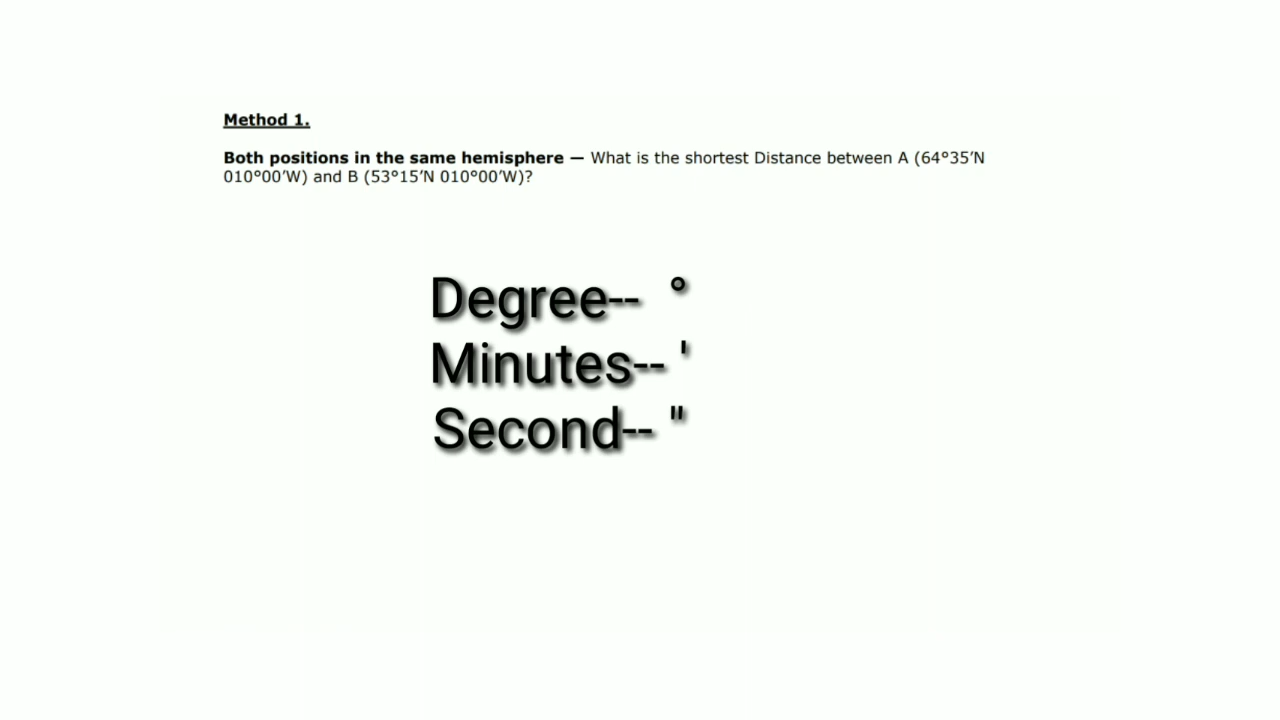 Method 1.
Both positions in the same hemisphere — What is the shortest Distance between A (64°35’N
010°00’W) and B (53°15’N 010°00’W)?
Degree-- °
Minutes-- '
Second-- "